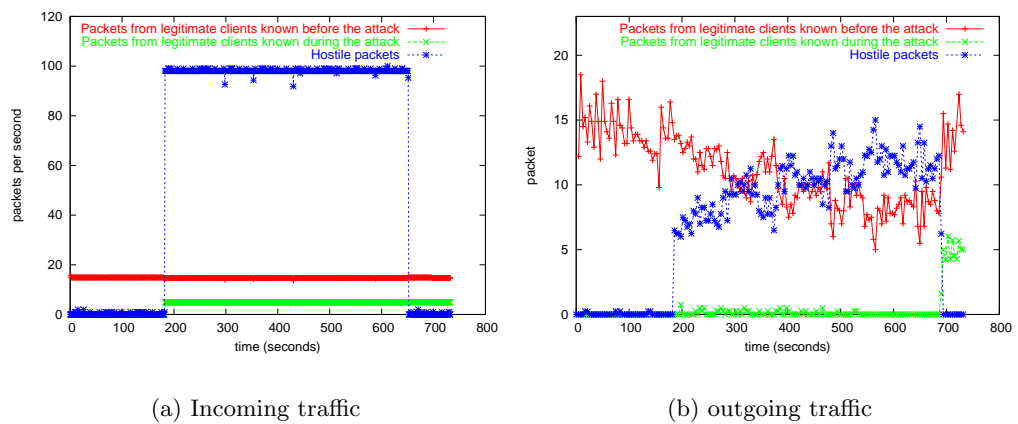 120
100
80
60
40
20
0
0 100 200 300 400 500 600 700 800
packets per second
time (seconds)
Packets from legitimate clients known before the attack
Packets from legitimate clients known during the attack
Hostile packets
(a) Incoming traffic
20
15
10
5
0
0 100 200 300 400 500 600 700 800
packet
time (seconds)
Packets from legitimate clients known before the attack
Packets from legitimate clients known during the attack
Hostile packets
(b) outgoing traffic